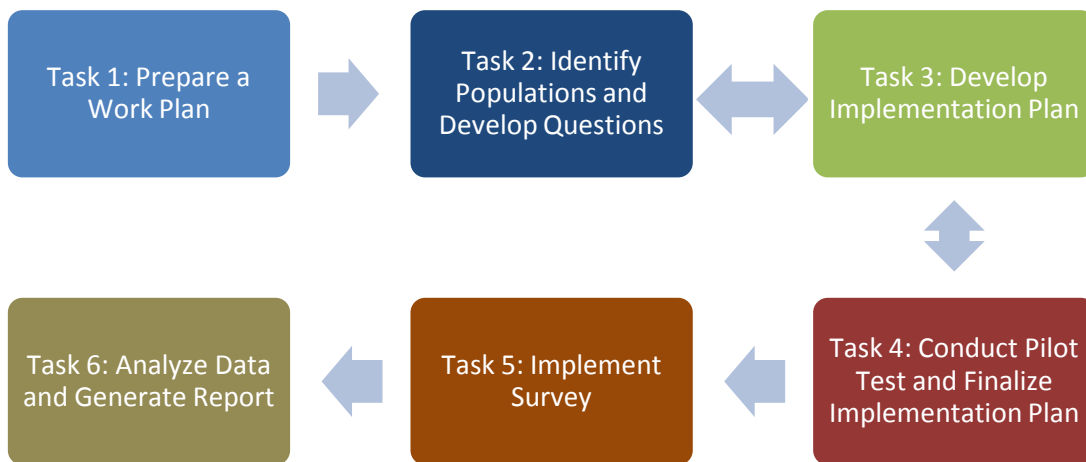 Task 1: Prepare a
Work Plan
Task 2: Identify
Populations and
Develop Questions
Task 3: Develop
Implementation Plan
Task 6: Analyze Data
and Generate Report
Task 5: Implement
Survey
Task 4: Conduct Pilot
Test and Finalize
Implementation Plan